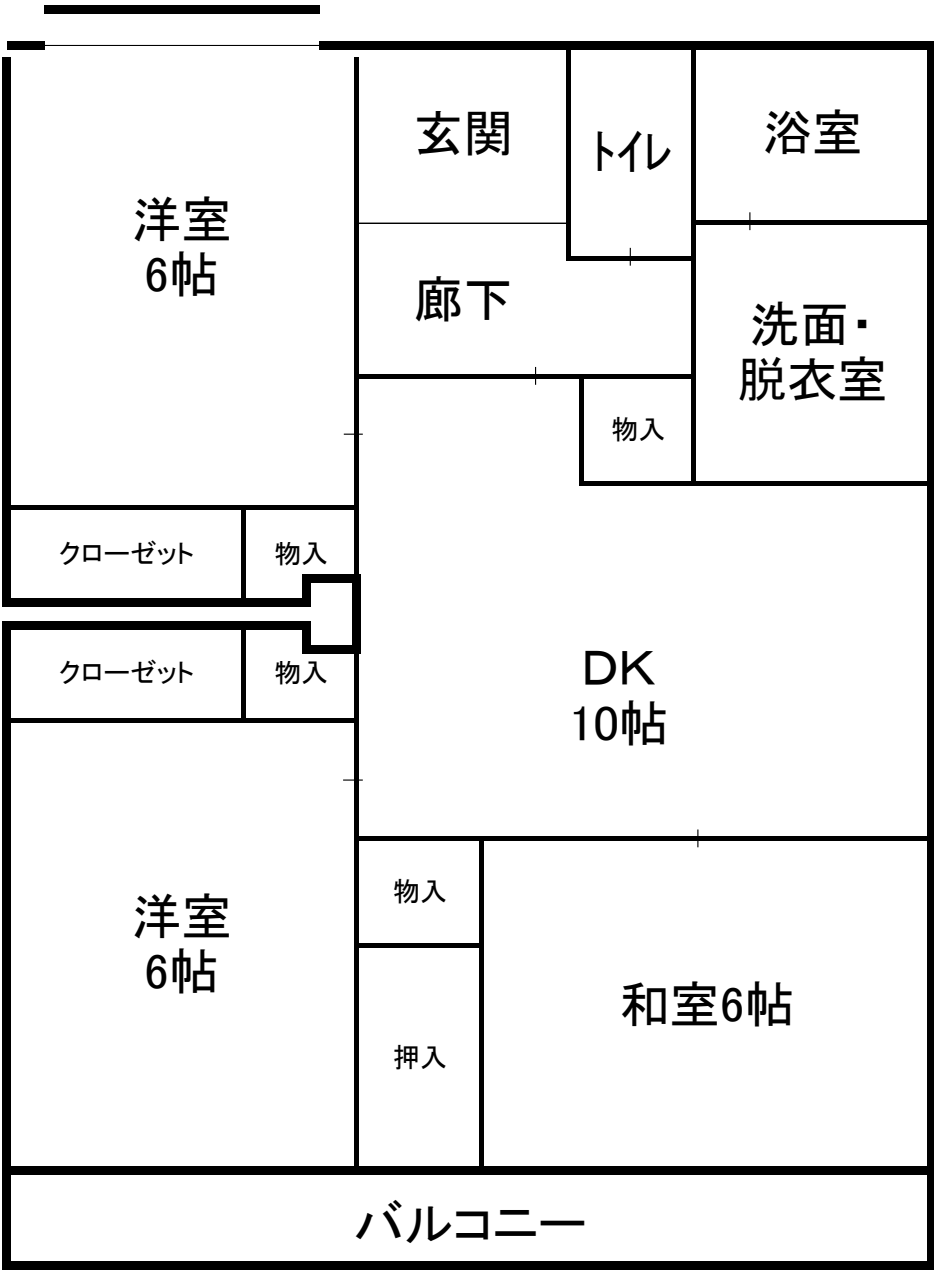 玄関
トイレ
浴室
洋室
6帖
廊下
洗面・
脱衣室
物入
クローゼット
物入
クローゼット
物入
DK
10帖
物入
洋室
6帖
和室6帖
押入
バルコニー